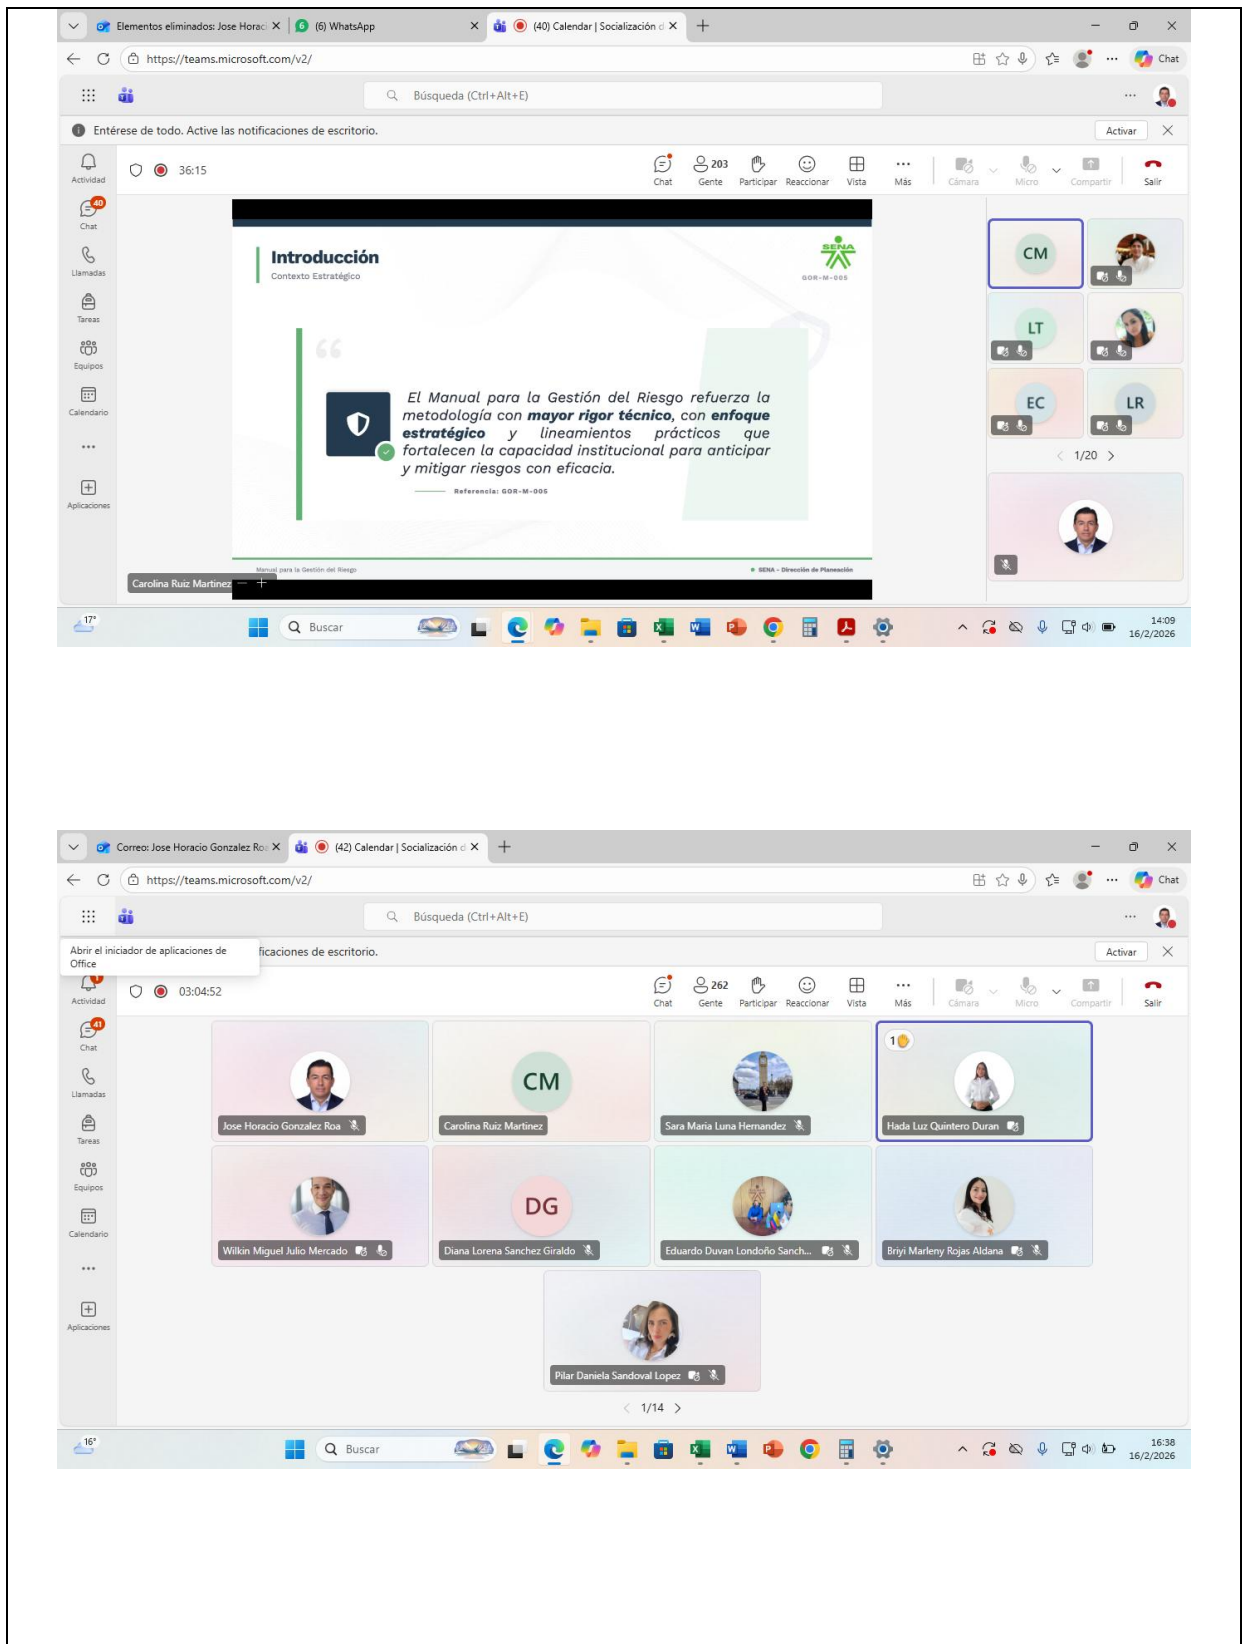 Elementos eliminados: Jose Horac
(6) WhatsApp
(40) Calendar | Socialización d
https://teams.microsoft.com/v2/
Chat
Búsqueda (Ctrl+Alt+E)
Entérese de todo. Active las notificaciones de escritorio.
Activar
Actividad
36:15
Chat
203
Gente
Participar
Reaccionar
Vista
Más
Cámara
Micro
Compartir
Salir
40
Chat
Llamadas
Tareas
Equipos
Calendario
Aplicaciones
Introducción
Contexto Estratégico
SENA
GOR-M-005
El Manual para la Gestión del Riesgo refuerza la
metodología con mayor rigor técnico, con enfoque
estratégico y lineamientos prácticos que
fortalecen la capacidad institucional para anticipar
y mitigar riesgos con eficacia.
Referencia: GOR-M-005
Manual para la Gestión del Riesgo
SENA - Dirección de Planeación
Carolina Ruiz Martinez
CM
LT
EC
LR
1/20
17°
Buscar
14:09
16/2/2026
Correo: Jose Horacio Gonzalez Ro
(42) Calendar | Socialización d
https://teams.microsoft.com/v2/
Chat
Búsqueda (Ctrl+Alt+E)
Abrir el iniciador de aplicaciones de
Office
ficaciones de escritorio.
Activar
1
Actividad
03:04:52
Chat
262
Gente
Participar
Reaccionar
Vista
Más
Cámara
Micro
Compartir
Salir
41
Chat
Llamadas
Tareas
Equipos
Calendario
Aplicaciones
Jose Horacio Gonzalez Roa
CM
Carolina Ruiz Martinez
Sara Maria Luna Hernandez
1
Hada Luz Quintero Duran
Wilkin Miguel Julio Mercado
DG
Diana Lorena Sanchez Giraldo
Eduardo Duvan Londoño Sanch...
Briyi Marleny Rojas Aldana
Pilar Daniela Sandoval Lopez
1/14
16°
Buscar
16:38
16/2/2026